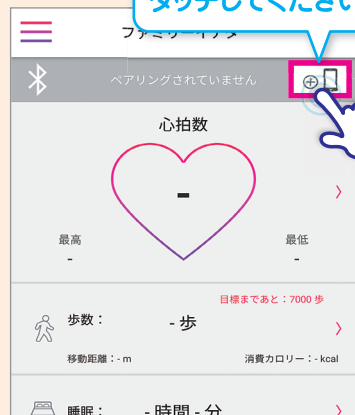 タッチしてください
ファミリーイナダ
ペアリングされていません
心拍数
-
最高
-
最低
-
目標まであと：7000 歩
歩数：
- 歩
移動距離：- m
消費カロリー：- kcal
睡眠：
- 時間 - 分